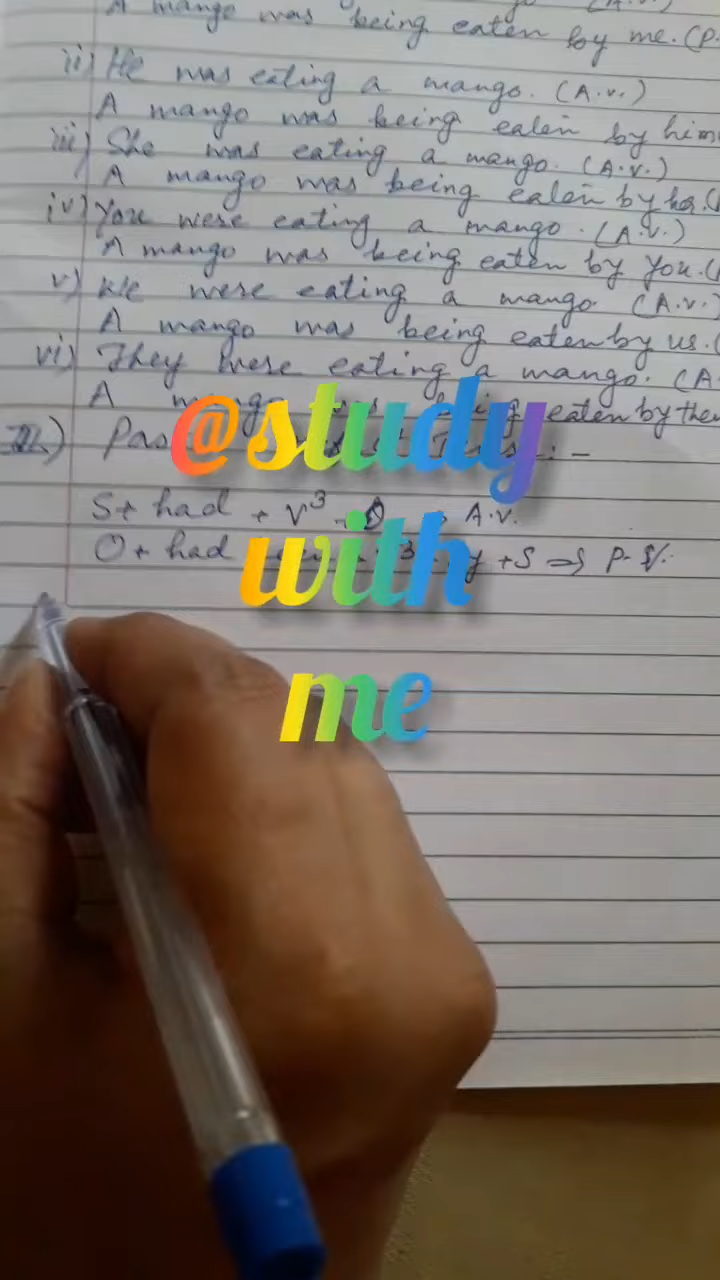 A mango was being eaten by me. (P.
ii) He was eating a mango. (A.V.)
A mango was being eaten by him
iii) She was eating a mango. (A.V.)
A mango was being eaten by her. (
iv) You were eating a mango. (A.V.)
A mango was being eaten by you. (
v) We were eating a mango. (A.V.)
A mango was being eaten by us. (
vi) They were eating a mango. (A.
A eaten by the
III.) :-
S+ had + V³ A.V.
O+ had +S ⇒ P.V.
@study
with
me